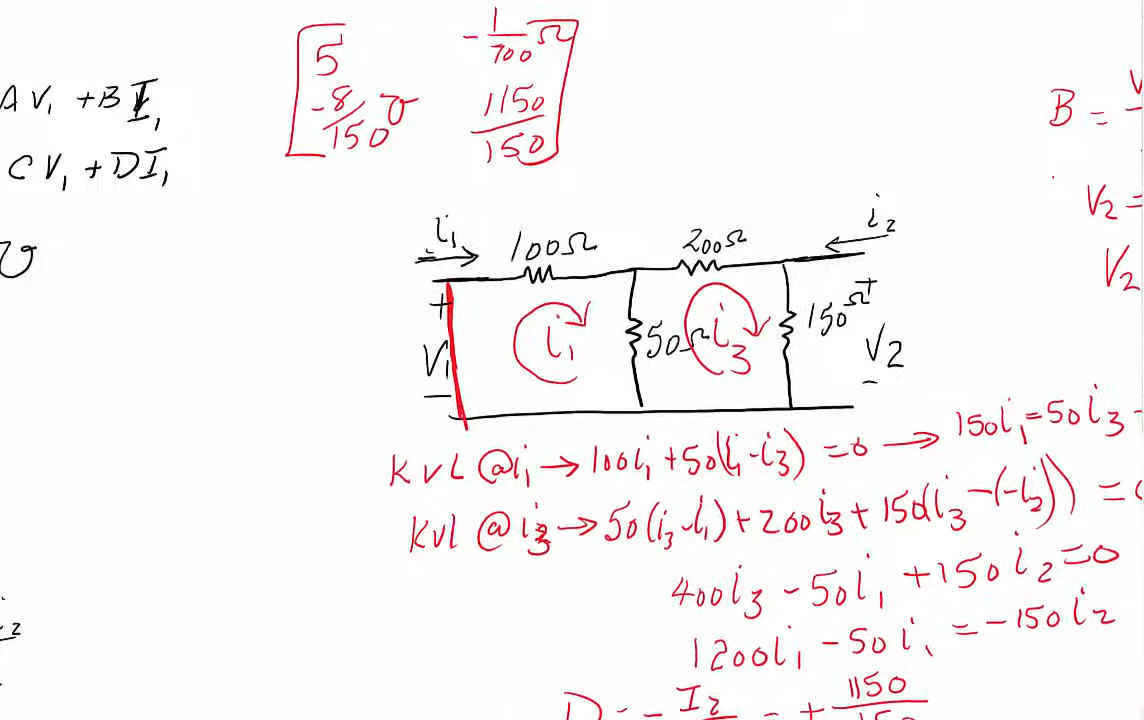 5 -1/700 Ω
-8/150 ℧ 1150/150
AV₁ + BI₁
CV₁ + DI₁
℧
B = V
V₂ =
V₂
i₁ 100Ω 200Ω i₂
+ V₁ − i₁ 50Ω i₃ 150Ω + V₂ −
KVL @ i₁ → 100i₁ + 50(i₁ - i₃) = 0 → 150i₁ = 50i₃
KVL @ i₃ → 50(i₃ - i₁) + 200i₃ + 150(i₃ - (-i₂)) =
400i₃ - 50i₁ + 150i₂ = 0
1200i₁ - 50i₁ = -150i₂
2
D = - I₂ = + 1150